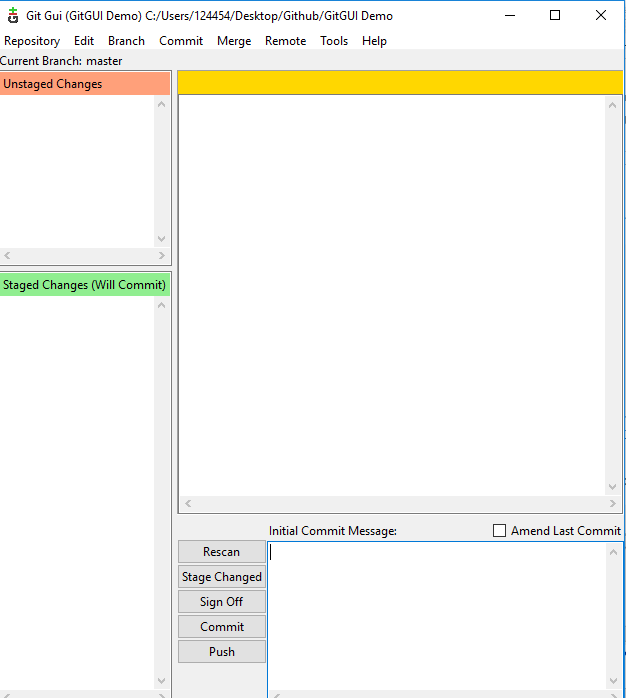 Git Gui (GitGUI Demo) C:/Users/124454/Desktop/Github/GitGUI Demo
Repository Edit Branch Commit Merge Remote Tools Help
Current Branch: master
Unstaged Changes
Staged Changes (Will Commit)
Initial Commit Message: Amend Last Commit
Rescan
Stage Changed
Sign Off
Commit
Push